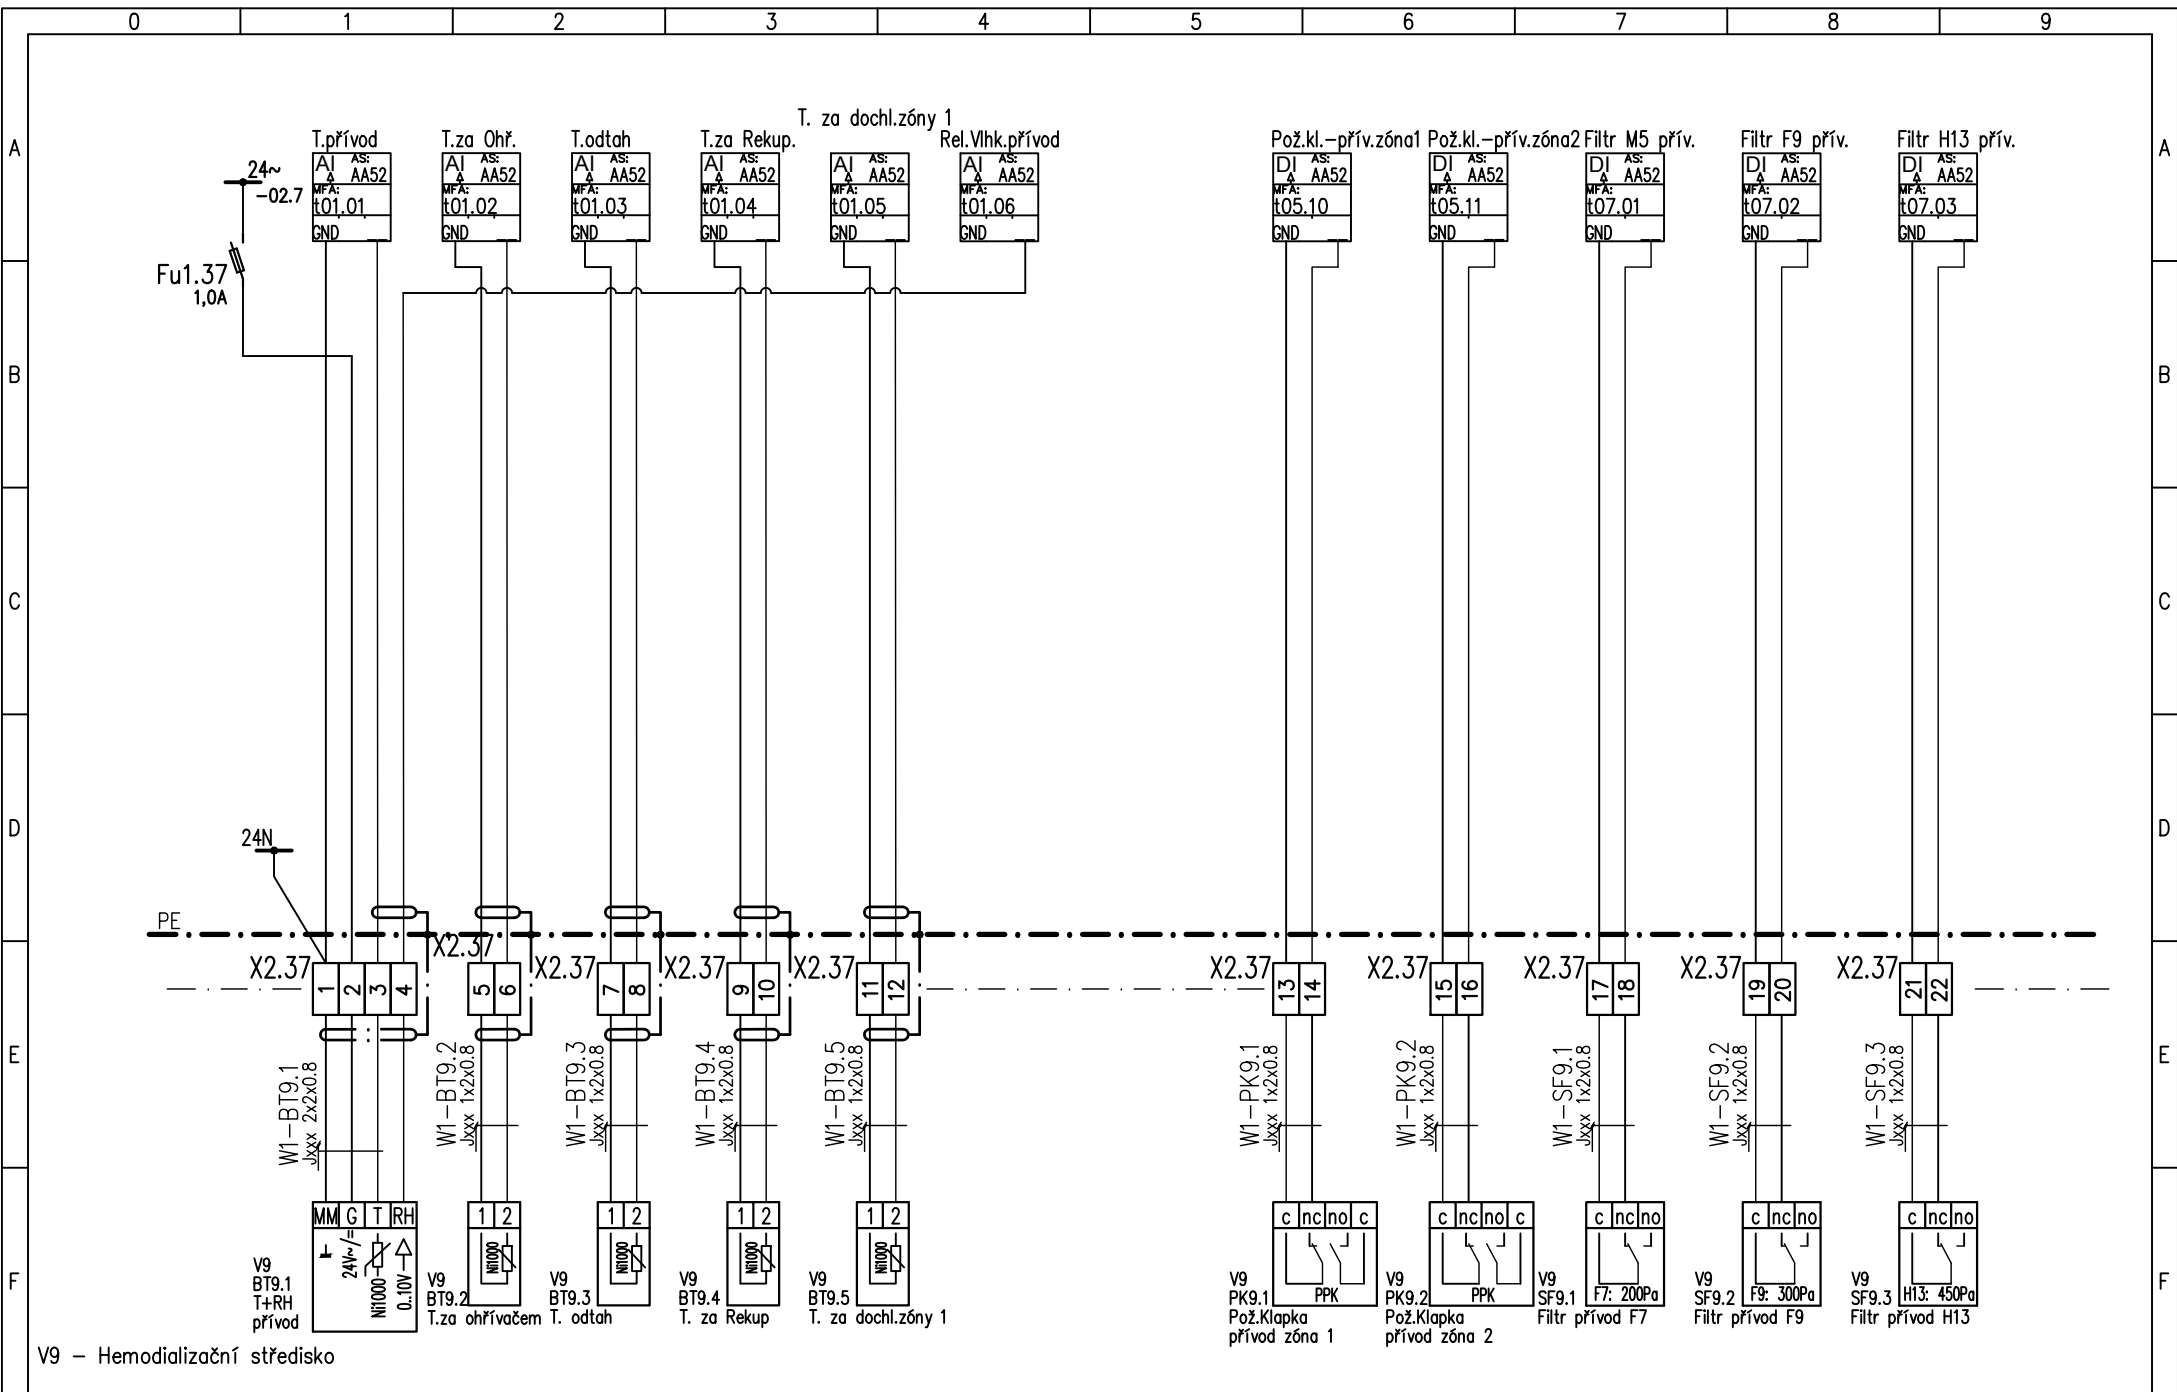 0 1 2 3 4 5 6 7 8 9
T. za dochl.zóny 1
T.přívod T.za Ohř. T.odtah T.za Rekup. Rel.Vlhk.přívod Pož.kl.-přív.zóna1 Pož.kl.-přív.zóna2 Filtr M5 přív. Filtr F9 přív. Filtr H13 přív.
A AI AS: AI AS: AI AS: AI AS: AI AS: AI AS: DI AS: DI AS: DI AS: DI AS: DI AS: A
24~ AA52 AA52 AA52 AA52 AA52 AA52 AA52 AA52 AA52 AA52 AA52
-02.7 MFA: MFA: MFA: MFA: MFA: MFA: MFA: MFA: MFA: MFA: MFA:
t01.01 t01.02 t01.03 t01.04 t01.05 t01.06 t05.10 t05.11 t07.01 t07.02 t07.03
GND GND GND GND GND GND GND GND GND GND GND
Fu1.37
1,0A
B B
C C
D D
24N
PE
X2.37
X2.37 X2.37 X2.37 X2.37 X2.37 X2.37 X2.37 X2.37 X2.37
1 2 3 4 5 6 7 8 9 10 11 12 13 14 15 16 17 18 19 20 21 22
E E
W1-BT9.1
Jxxx 2x2x0.8
W1-BT9.2
Jxxx 1x2x0.8
W1-BT9.3
Jxxx 1x2x0.8
W1-BT9.4
Jxxx 1x2x0.8
W1-BT9.5
Jxxx 1x2x0.8
W1-PK9.1
Jxxx 1x2x0.8
W1-PK9.2
Jxxx 1x2x0.8
W1-SF9.1
Jxxx 1x2x0.8
W1-SF9.2
Jxxx 1x2x0.8
W1-SF9.3
Jxxx 1x2x0.8
MM G T RH 1 2 1 2 1 2 1 2 c nc no c c nc no c c nc no c nc no c nc no
F F
24V~/=
Ni1000
0..10V
Ni1000
Ni1000
Ni1000
Ni1000
PPK PPK F7: 200Pa F9: 300Pa H13: 450Pa
V9
BT9.1
T+RH
přívod
V9
BT9.2
T.za ohřívačem
V9
BT9.3
T. odtah
V9
BT9.4
T. za Rekup
V9
BT9.5
T. za dochl.zóny 1
V9
PK9.1
Pož.Klapka
přívod zóna 1
V9
PK9.2
Pož.Klapka
přívod zóna 2
V9
SF9.1
Filtr přívod F7
V9
SF9.2
Filtr přívod F9
V9
SF9.3
Filtr přívod H13
V9 - Hemodializační středisko